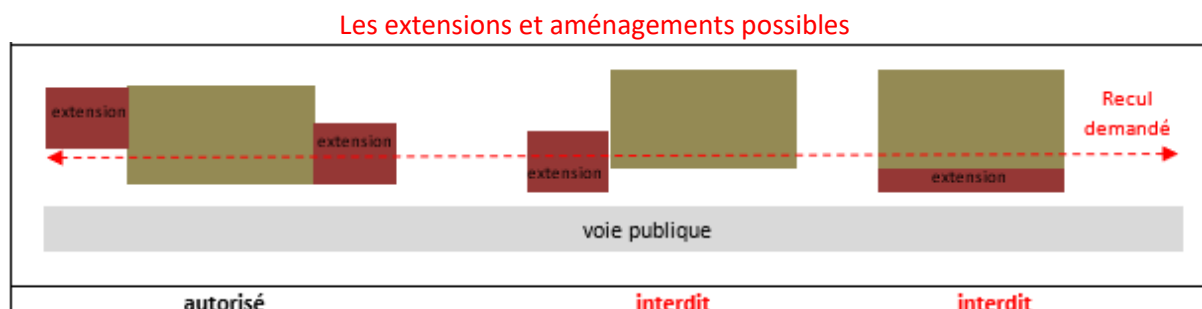 Les extensions et aménagements possibles
extension
extension
extension
extension
Recul
demandé
voie publique
autorisé
interdit
interdit